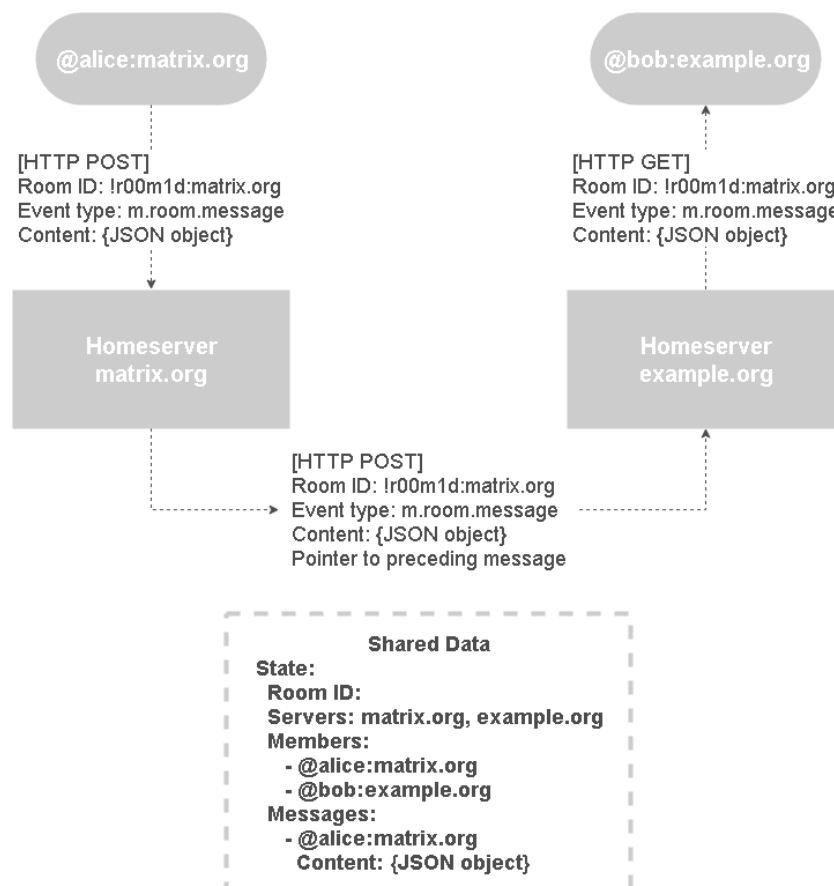 @alice:matrix.org
@bob:example.org
[HTTP POST]
Room ID: !r00m1d:matrix.org
Event type: m.room.message
Content: {JSON object}
[HTTP GET]
Room ID: !r00m1d:matrix.org
Event type: m.room.message
Content: {JSON object}
Homeserver
matrix.org
Homeserver
example.org
[HTTP POST]
Room ID: !r00m1d:matrix.org
Event type: m.room.message
Content: {JSON object}
Pointer to preceding message
Shared Data
State:
Room ID:
Servers: matrix.org, example.org
Members:
- @alice:matrix.org
- @bob:example.org
Messages:
- @alice:matrix.org
Content: {JSON object}